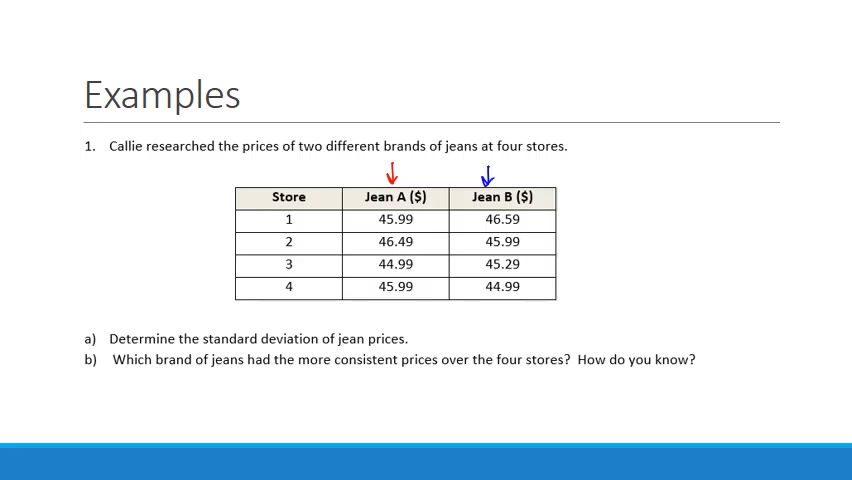 Examples
1. Callie researched the prices of two different brands of jeans at four stores.
Store Jean A ($) Jean B ($)
1 45.99 46.59
2 46.49 45.99
3 44.99 45.29
4 45.99 44.99
a) Determine the standard deviation of jean prices.
b) Which brand of jeans had the more consistent prices over the four stores? How do you know?